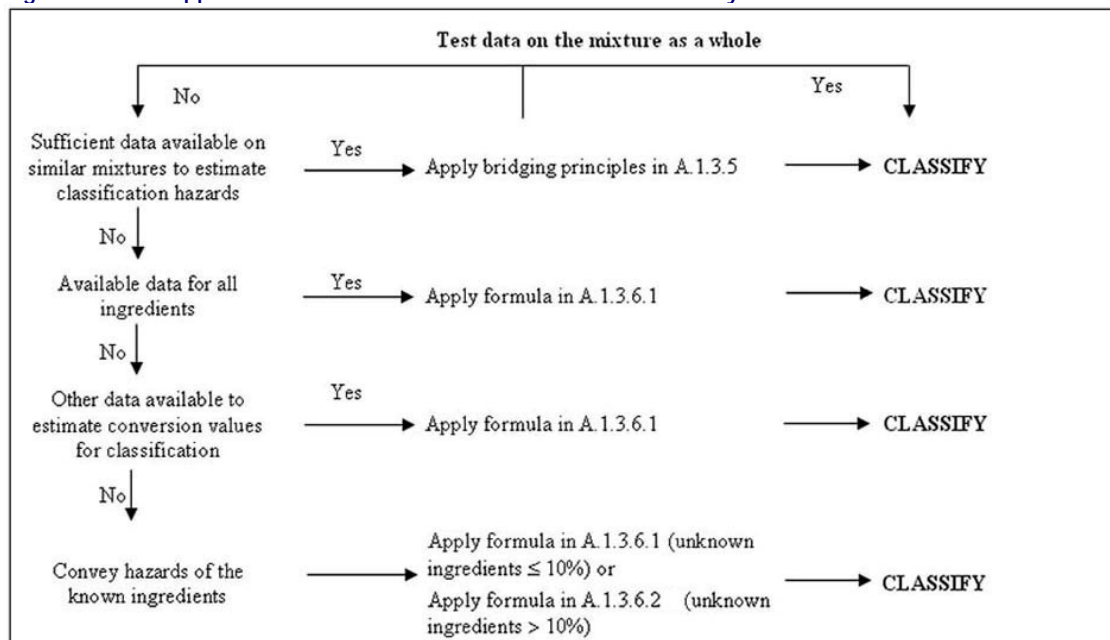 Test data on the mixture as a whole
No
Yes
Sufficient data available on
similar mixtures to estimate
classification hazards
Yes
Apply bridging principles in A.1.3.5
CLASSIFY
No
Available data for all
ingredients
Yes
Apply formula in A.1.3.6.1
CLASSIFY
No
Other data available to
estimate conversion values
for classification
Yes
Apply formula in A.1.3.6.1
CLASSIFY
No
Convey hazards of the
known ingredients
Apply formula in A.1.3.6.1 (unknown
ingredients ≤ 10%) or
Apply formula in A.1.3.6.2 (unknown
ingredients > 10%)
CLASSIFY